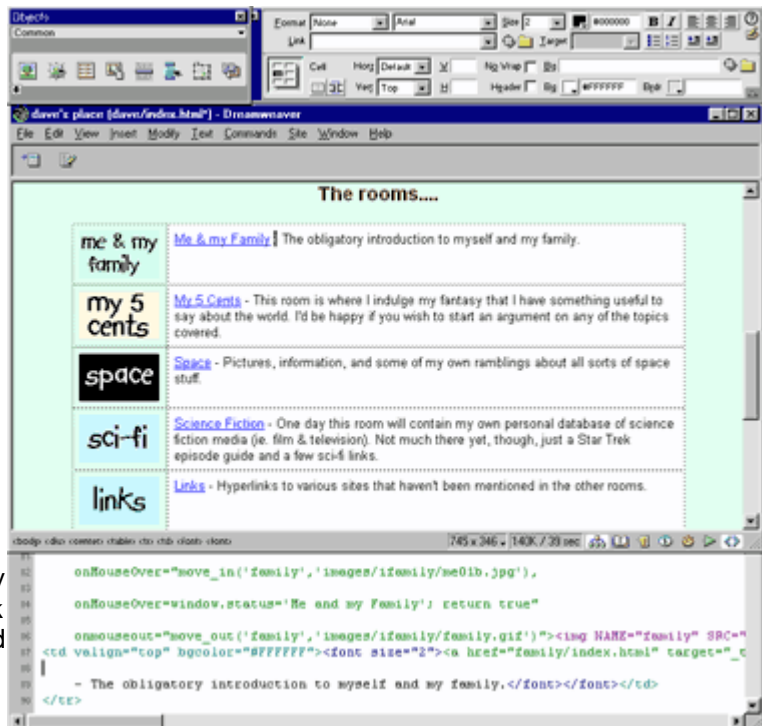 Objects
Common
Format None Arial Size 2 #000000 B I
Link Target
Cell Horz Default W No Wrap Bg
Vert Top H Header Bg #FFFFFF Brdr
dave's place (dave/index.html*) - Dreamweaver
File Edit View Insert Modify Text Commands Site Window Help
The rooms....
me & my
family
Me & my Family - The obligatory introduction to myself and my family.
my 5
cents
My 5 Cents - This room is where I indulge my fantasy that I have something useful to
say about the world. I'd be happy if you wish to start an argument on any of the topics
covered.
space
Space - Pictures, information, and some of my own ramblings about all sorts of space
stuff.
sci-fi
Science Fiction - One day this room will contain my own personal database of science
fiction media (ie. film & television). Not much there yet, though, just a Star Trek
episode guide and a few sci-fi links.
links
Links - Hyperlinks to various sites that haven't been mentioned in the other rooms.
<body> <div> <center> <table> <tr> <td> <font> <font>
745 x 346 140K / 39 sec
onMouseOver="move_in('family','images/ifamily/me01b.jpg'),
onMouseOver=window.status='Me and my Family'; return true"
onmouseout="move_out('family','images/ifamily/family.gif')"><img NAME="family" SRC="
<td valign="top" bgcolor="#FFFFFF"><font size="2"><a href="family/index.html" target="_t
- The obligatory introduction to myself and my family.</font></font></td>
</tr>